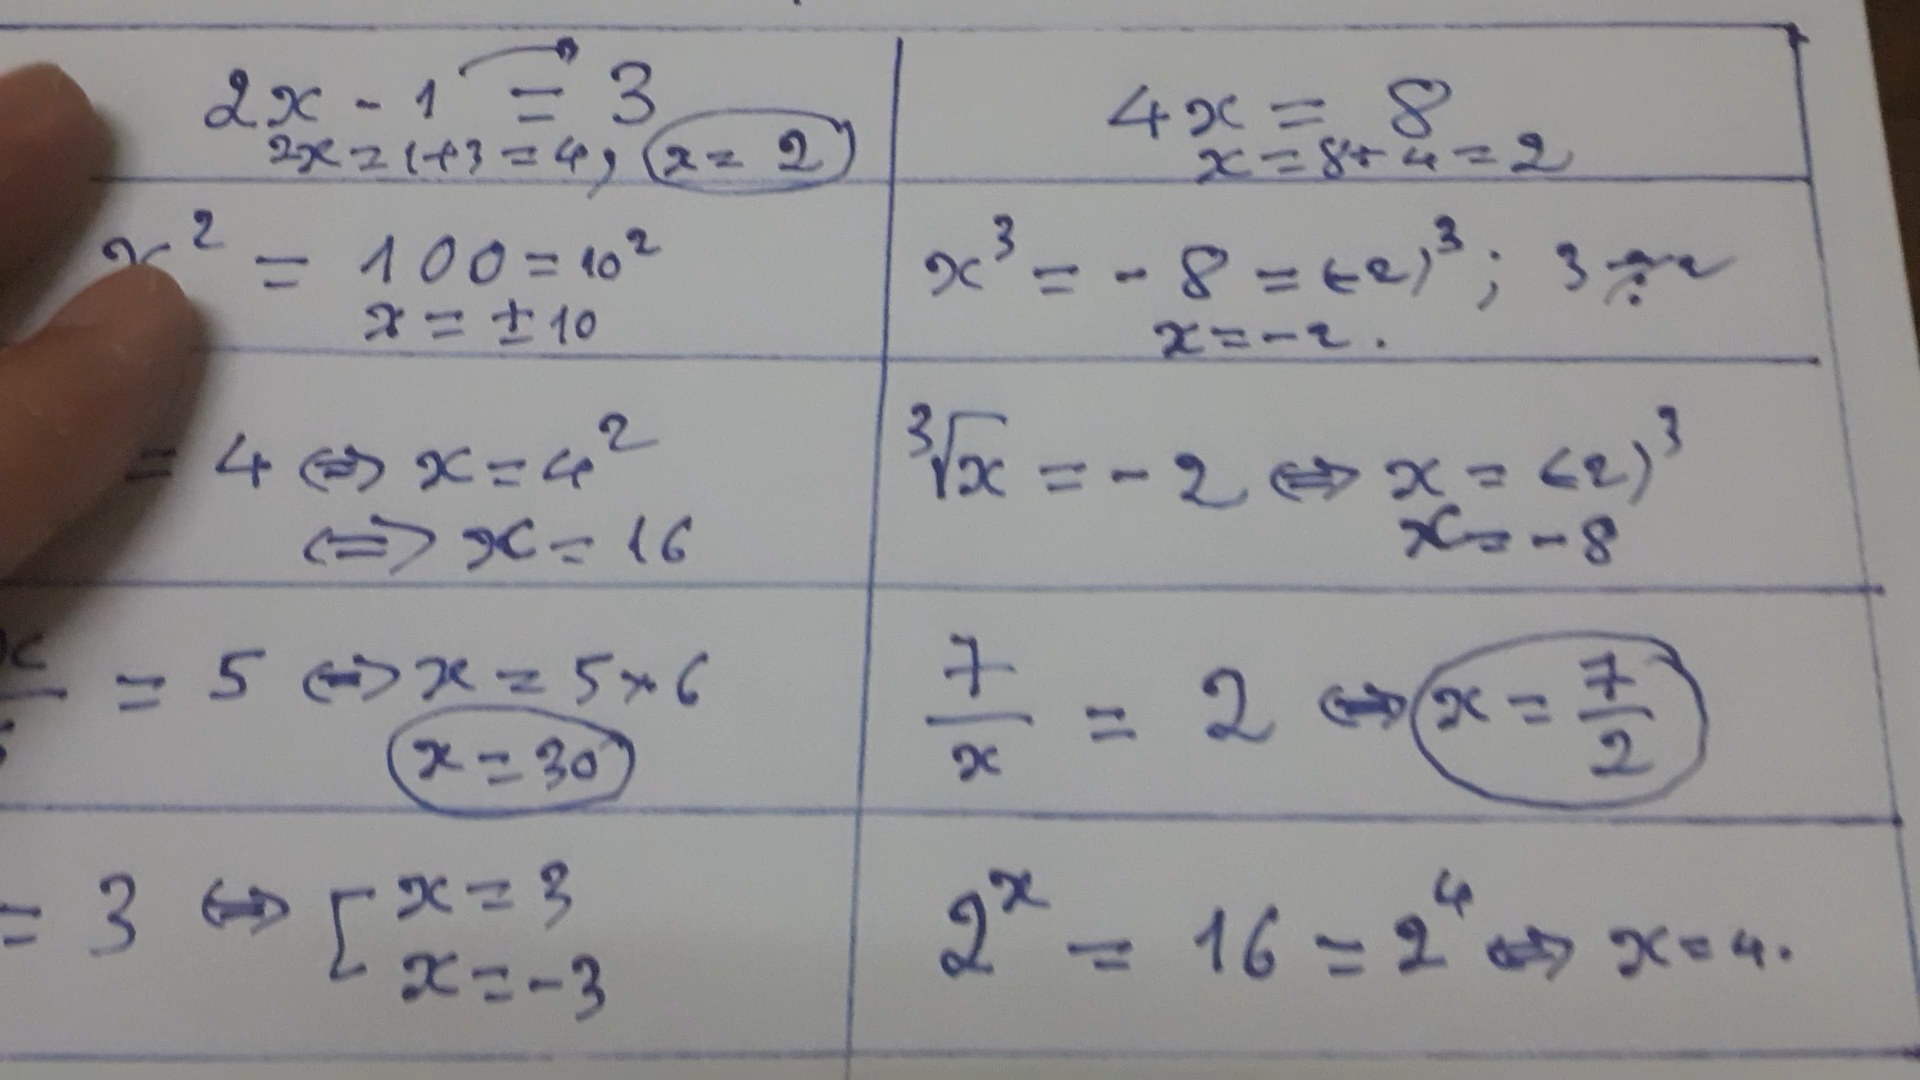 2x - 1 = 3
2x = 1+3 = 4, x = 2
4x = 8
x = 8÷4 = 2
x² = 100 = 10²
x = ±10
x³ = -8 = (-2)³ ; 3
x = -2.
= 4 ⟺ x = 4²
⟺ x = 16
³√x = -2 ⟺ x = (-2)³
x = -8
x/ = 5 ⟺ x = 5×6
x = 30
7/x = 2 ⟺ x = 7/2
= 3 ⟺ [ x = 3
x = -3
2ˣ = 16 = 2⁴ ⟺ x = 4.